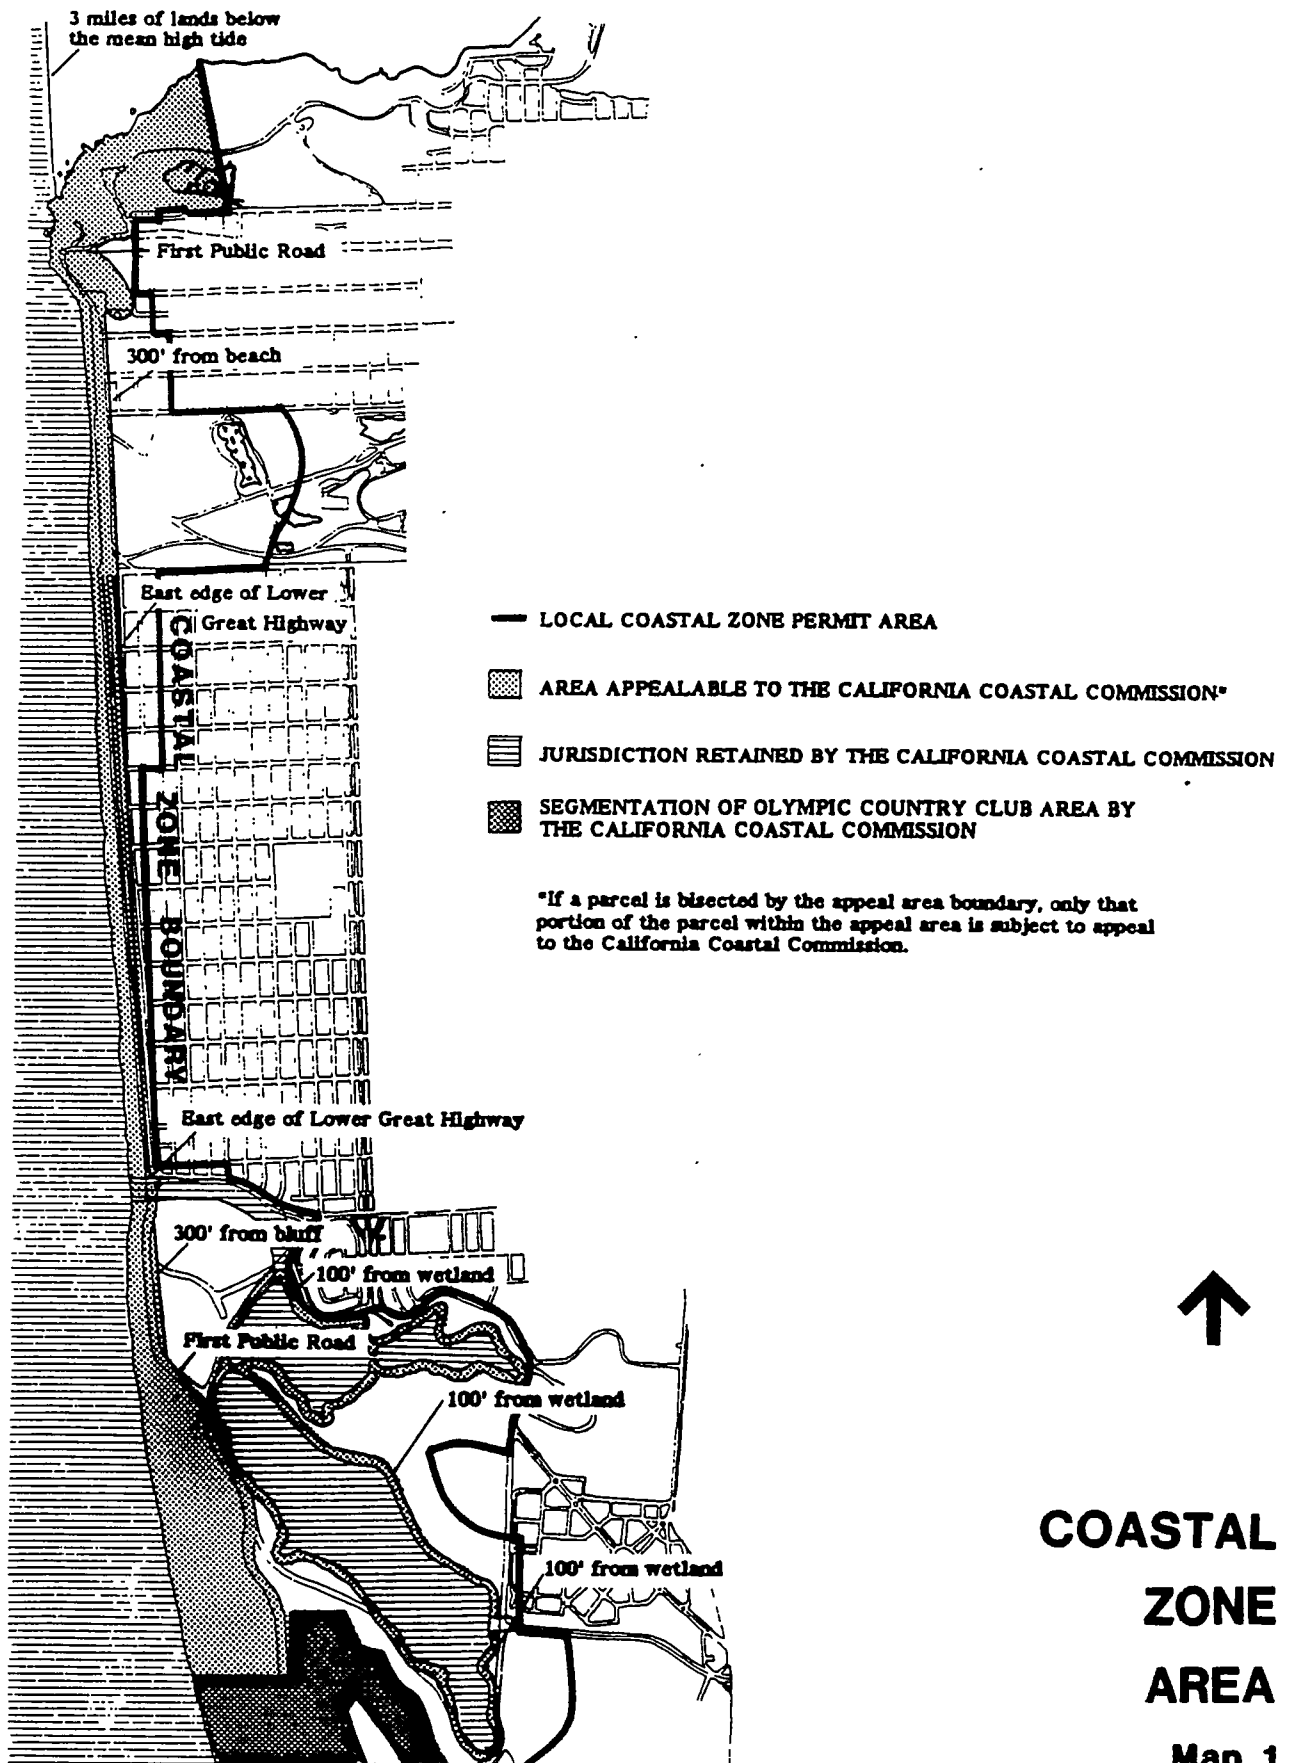 3 miles of lands below
the mean high tide
First Public Road
300' from beach
East edge of Lower
Great Highway
COASTAL ZONE BOUNDARY
LOCAL COASTAL ZONE PERMIT AREA
AREA APPEALABLE TO THE CALIFORNIA COASTAL COMMISSION*
JURISDICTION RETAINED BY THE CALIFORNIA COASTAL COMMISSION
SEGMENTATION OF OLYMPIC COUNTRY CLUB AREA BY
THE CALIFORNIA COASTAL COMMISSION
*If a parcel is bisected by the appeal area boundary, only that
portion of the parcel within the appeal area is subject to appeal
to the California Coastal Commission.
East edge of Lower Great Highway
300' from bluff
100' from wetland
First Public Road
100' from wetland
100' from wetland
COASTAL
ZONE
AREA
Map 1